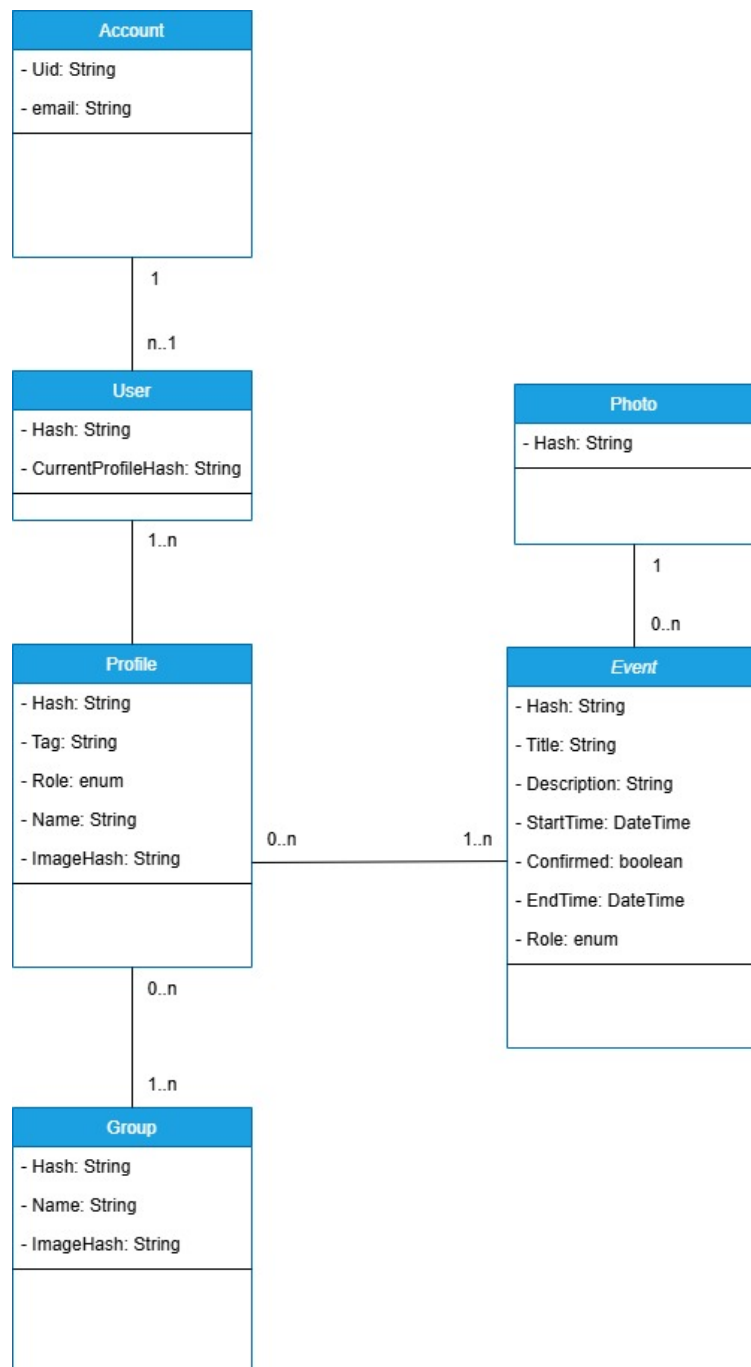 Account
- Uid: String
- email: String
1
n..1
User
- Hash: String
- CurrentProfileHash: String
1..n
Photo
- Hash: String
1
0..n
Profile
- Hash: String
- Tag: String
- Role: enum
- Name: String
- ImageHash: String
0..n
1..n
Event
- Hash: String
- Title: String
- Description: String
- StartTime: DateTime
- Confirmed: boolean
- EndTime: DateTime
- Role: enum
0..n
1..n
Group
- Hash: String
- Name: String
- ImageHash: String